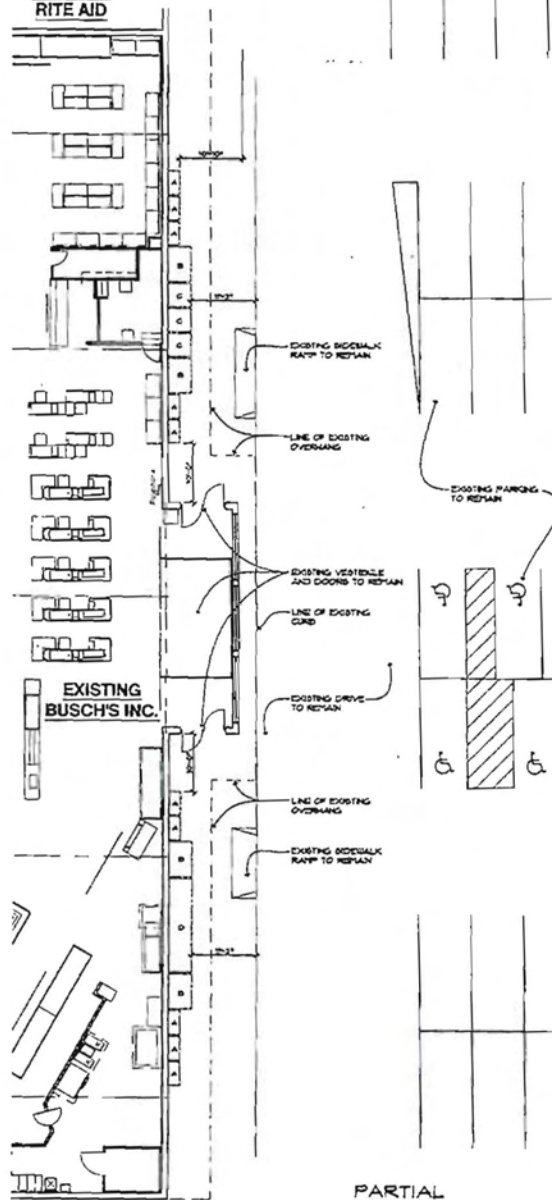 RITE AID
A
A
A
A
B
C
C
C
B
A
A
A
EXISTING SIDEWALK
RAMP TO REMAIN
LINE OF EXISTING
OVERHANG
EXISTING PARKING
TO REMAIN
EXISTING VESTIBULE
AND DOORS TO REMAIN
LINE OF EXISTING
CURB
EXISTING
BUSCH'S INC.
EXISTING DRIVE
TO REMAIN
LINE OF EXISTING
OVERHANG
A
A
B
EXISTING SIDEWALK
RAMP TO REMAIN
D
B
A
A
A
PARTIAL